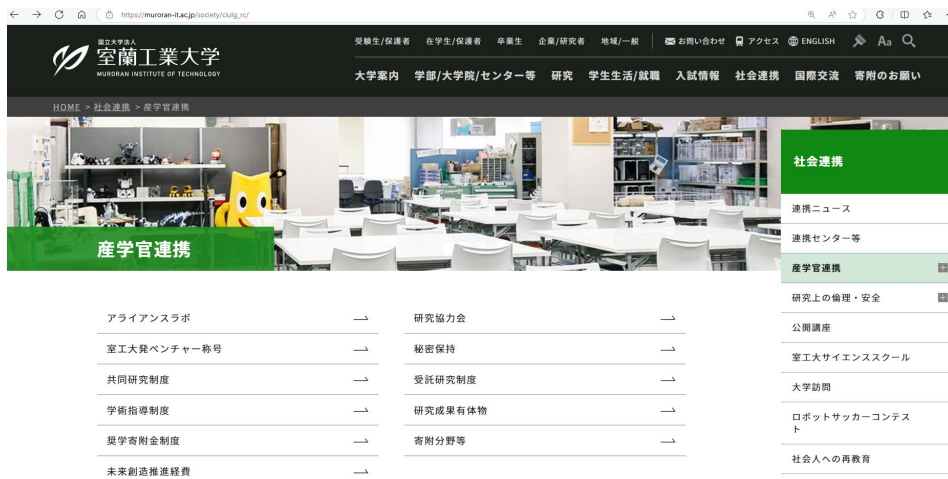 https://muroran-it.ac.jp/society/ciulg_rc/
国立大学法人
室蘭工業大学
MURORAN INSTITUTE OF TECHNOLOGY
受験生/保護者 在学生/保護者 卒業生 企業/研究者 地域/一般 お問い合わせ アクセス ENGLISH Aa
大学案内 学部/大学院/センター等 研究 学生生活/就職 入試情報 社会連携 国際交流 寄附のお願い
HOME > 社会連携 > 産学官連携
産学官連携
アライアンスラボ
研究協力会
室工大発ベンチャー称号
秘密保持
共同研究制度
受託研究制度
学術指導制度
研究成果有体物
奨学寄附金制度
寄附分野等
未来創造推進経費
社会連携
連携ニュース
連携センター等
産学官連携
研究上の倫理・安全
公開講座
室工大サイエンススクール
大学訪問
ロボットサッカーコンテス
ト
社会人への再教育